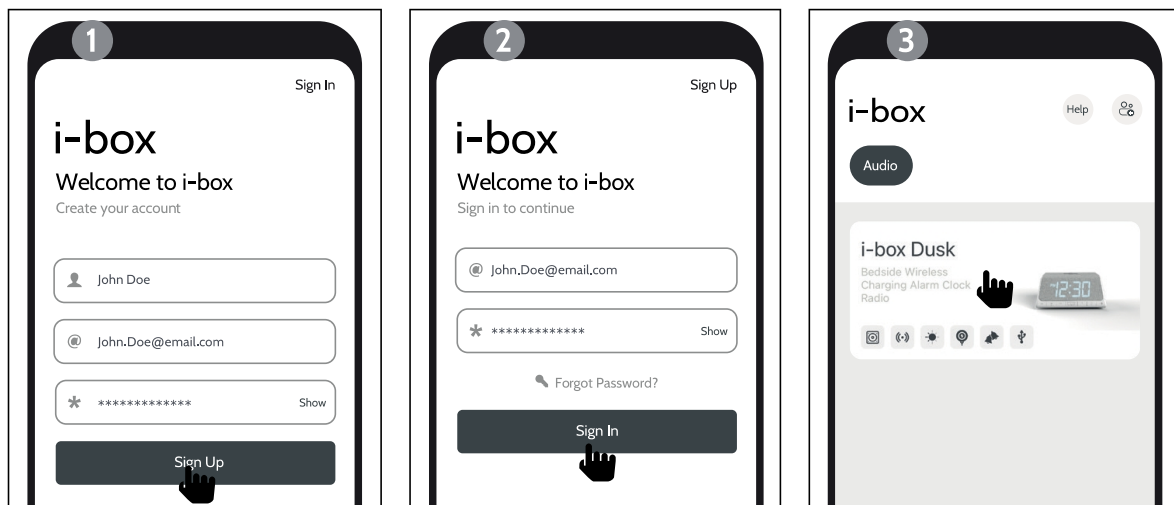 1
Sign In
i-box
Welcome to i-box
Create your account
John Doe
@ John.Doe@email.com
* ************* Show
Sign Up
2
Sign Up
i-box
Welcome to i-box
Sign in to continue
@ John.Doe@email.com
* ************* Show
Forgot Password?
Sign In
3
i-box
Help
Audio
i-box Dusk
Bedside Wireless
Charging Alarm Clock
Radio
12:30